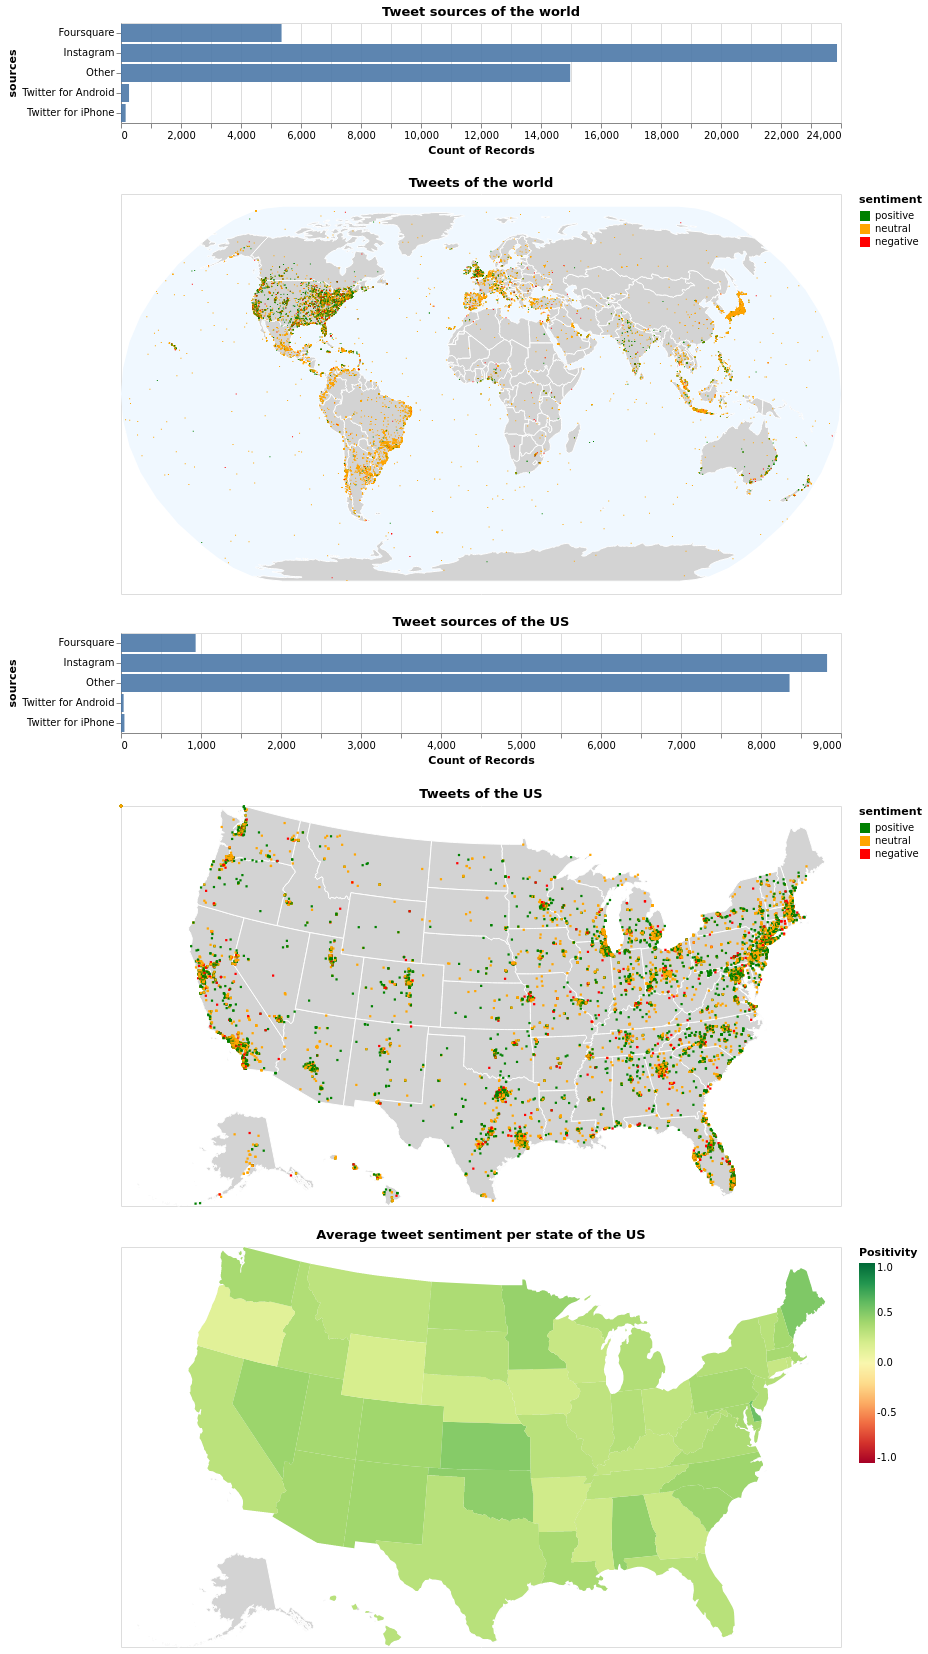 Tweet sources of the world
sources
Foursquare
Instagram
Other
Twitter for Android
Twitter for iPhone
0 2,000 4,000 6,000 8,000 10,000 12,000 14,000 16,000 18,000 20,000 22,000 24,000
Count of Records
Tweets of the world
sentiment
positive
neutral
negative
Tweet sources of the US
sources
Foursquare
Instagram
Other
Twitter for Android
Twitter for iPhone
0 1,000 2,000 3,000 4,000 5,000 6,000 7,000 8,000 9,000
Count of Records
Tweets of the US
sentiment
positive
neutral
negative
Average tweet sentiment per state of the US
Positivity
1.0
0.5
0.0
-0.5
-1.0